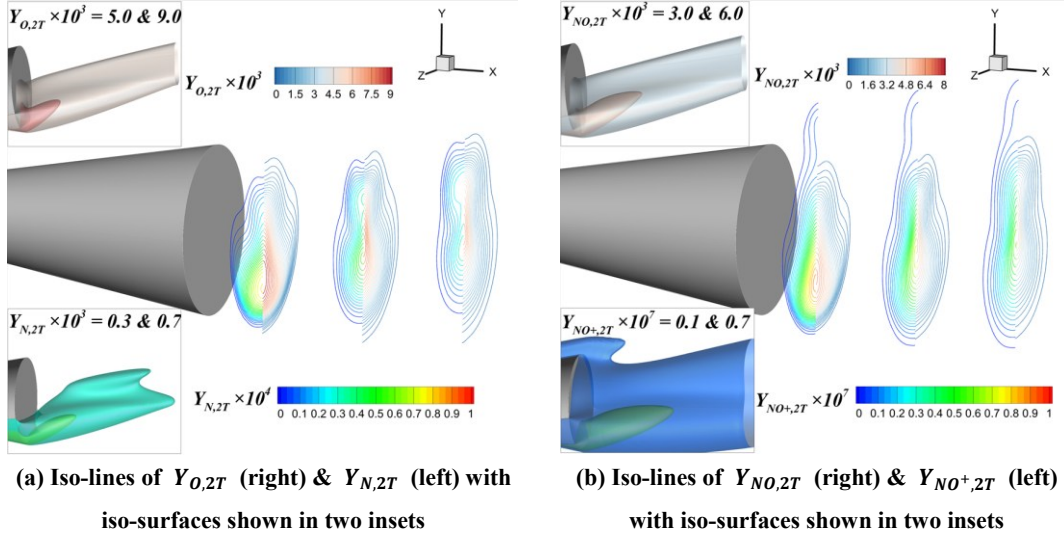 Y_{O,2T} ×10³ = 5.0 & 9.0
Y
Z
X
Y_{O,2T} ×10³
0 1.5 3 4.5 6 7.5 9
Y_{N,2T} ×10³ = 0.3 & 0.7
Y_{N,2T} ×10⁴
0 0.1 0.2 0.3 0.4 0.5 0.6 0.7 0.8 0.9 1
(a) Iso-lines of Y_{O,2T} (right) & Y_{N,2T} (left) with
iso-surfaces shown in two insets
Y_{NO,2T} ×10³ = 3.0 & 6.0
Y
Z
X
Y_{NO,2T} ×10³
0 1.6 3.2 4.8 6.4 8
Y_{NO+,2T} ×10⁷ = 0.1 & 0.7
Y_{NO+,2T} ×10⁷
0 0.1 0.2 0.3 0.4 0.5 0.6 0.7 0.8 0.9 1
(b) Iso-lines of Y_{NO,2T} (right) & Y_{NO⁺,2T} (left)
with iso-surfaces shown in two insets